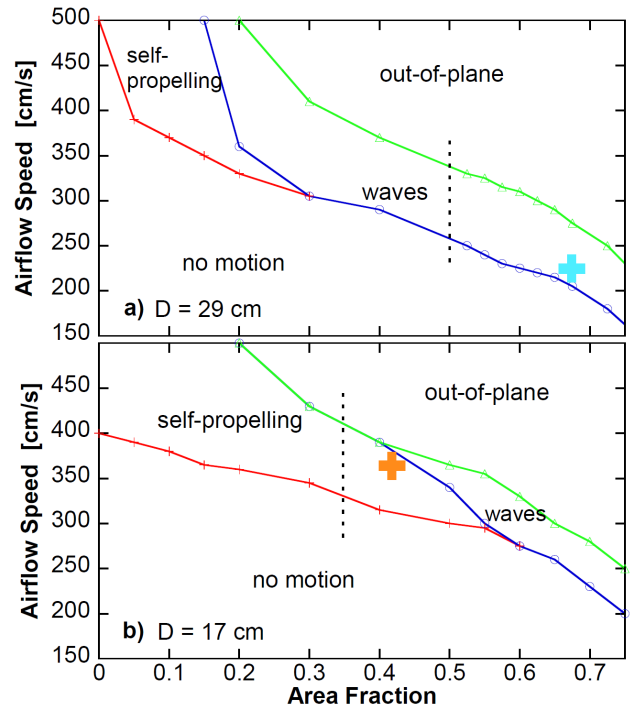 500
450
400
350
300
250
200
150
Airflow Speed [cm/s]
self-
propelling
out-of-plane
waves
no motion
a) D = 29 cm
450
400
350
300
250
200
150
Airflow Speed [cm/s]
out-of-plane
self-propelling
waves
no motion
b) D = 17 cm
0 0.1 0.2 0.3 0.4 0.5 0.6 0.7
Area Fraction